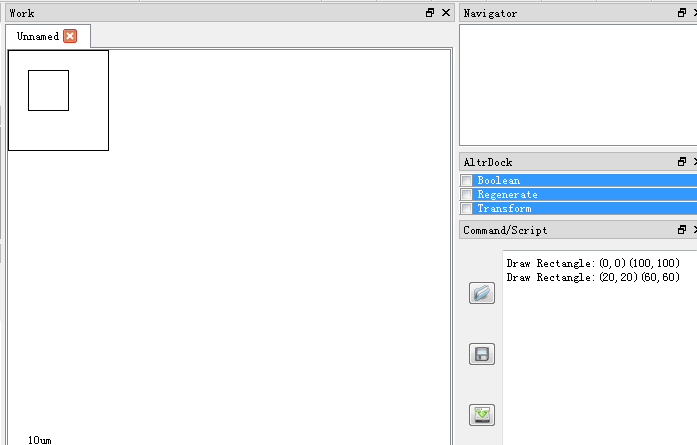 Work
Unnamed
10um
Navigator
AltrDock
Boolean
Regenerate
Transform
Command/Script
Draw Rectangle:(0,0)(100,100)
Draw Rectangle:(20,20)(60,60)